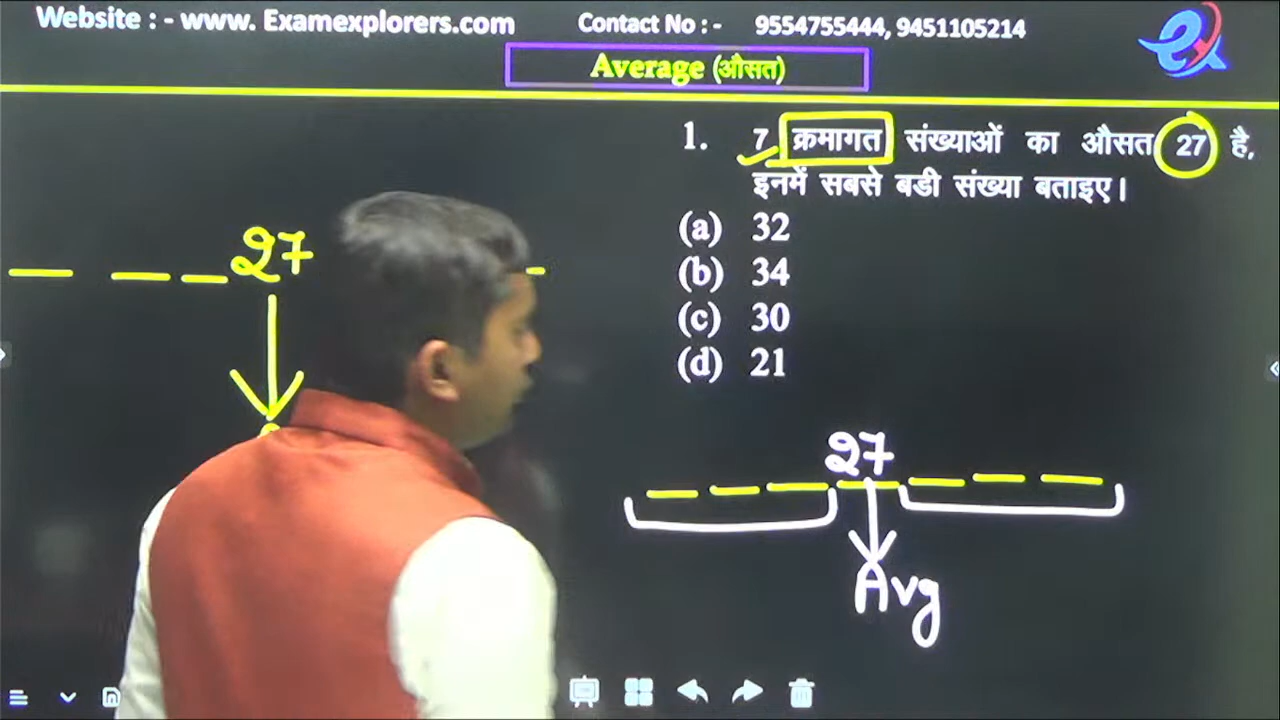 Website : - www. Examexplorers.com Contact No : - 9554755444, 9451105214
ex
Average (औसत)
1. 7 क्रमागत संख्याओं का औसत 27 है,
इनमें सबसे बडी संख्या बताइए।
(a) 32
(b) 34
(c) 30
(d) 21
27
27
Avg